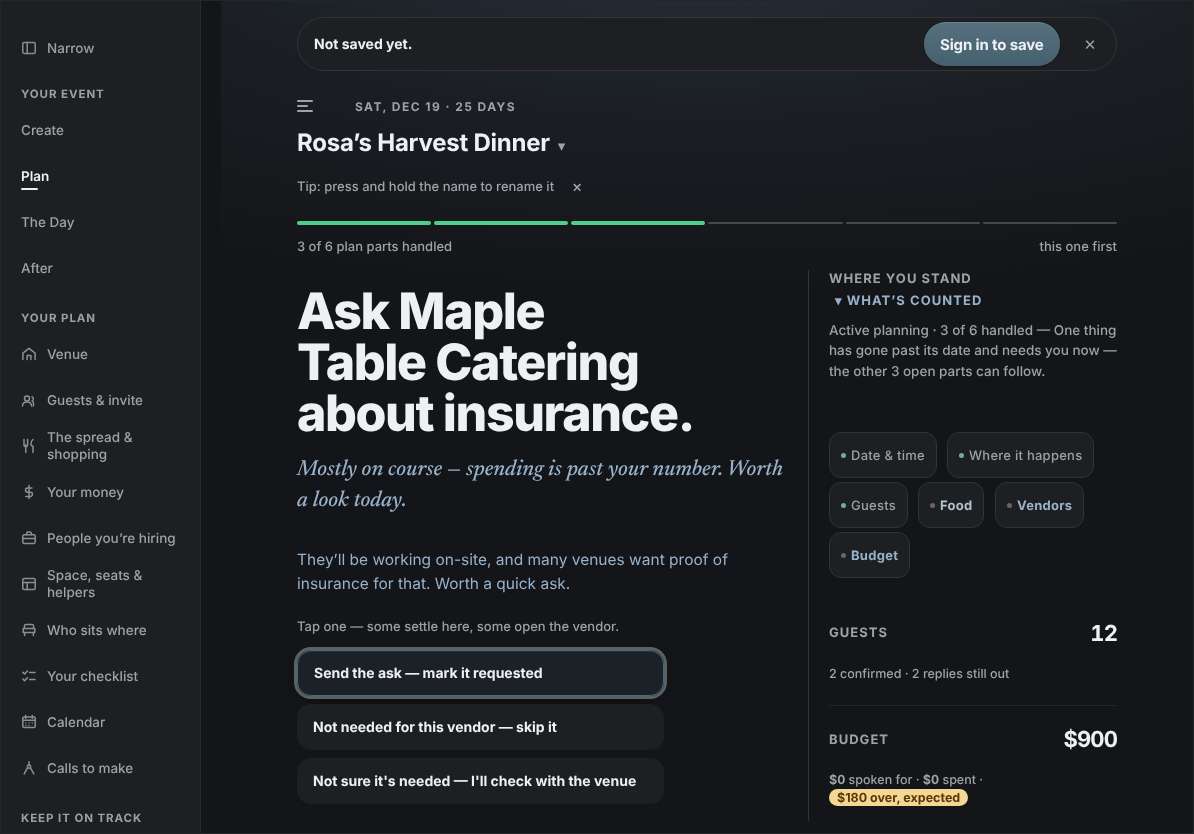 Narrow
YOUR EVENT
Create
Plan
The Day
After
YOUR PLAN
Venue
Guests & invite
The spread &
shopping
Your money
People you’re hiring
Space, seats &
helpers
Who sits where
Your checklist
Calendar
Calls to make
KEEP IT ON TRACK
Not saved yet.
Sign in to save ×
SAT, DEC 19 · 25 DAYS
Rosa’s Harvest Dinner ▾
Tip: press and hold the name to rename it ×
3 of 6 plan parts handled
this one first
Ask Maple
Table Catering
about insurance.
Mostly on course — spending is past your number. Worth
a look today.
They’ll be working on-site, and many venues want proof of
insurance for that. Worth a quick ask.
Tap one — some settle here, some open the vendor.
Send the ask — mark it requested
Not needed for this vendor — skip it
Not sure it's needed — I'll check with the venue
WHERE YOU STAND
▾ WHAT’S COUNTED
Active planning · 3 of 6 handled — One thing
has gone past its date and needs you now —
the other 3 open parts can follow.
Date & time
Where it happens
Guests
Food
Vendors
Budget
GUESTS 12
2 confirmed · 2 replies still out
BUDGET $900
$0 spoken for · $0 spent ·
$180 over, expected